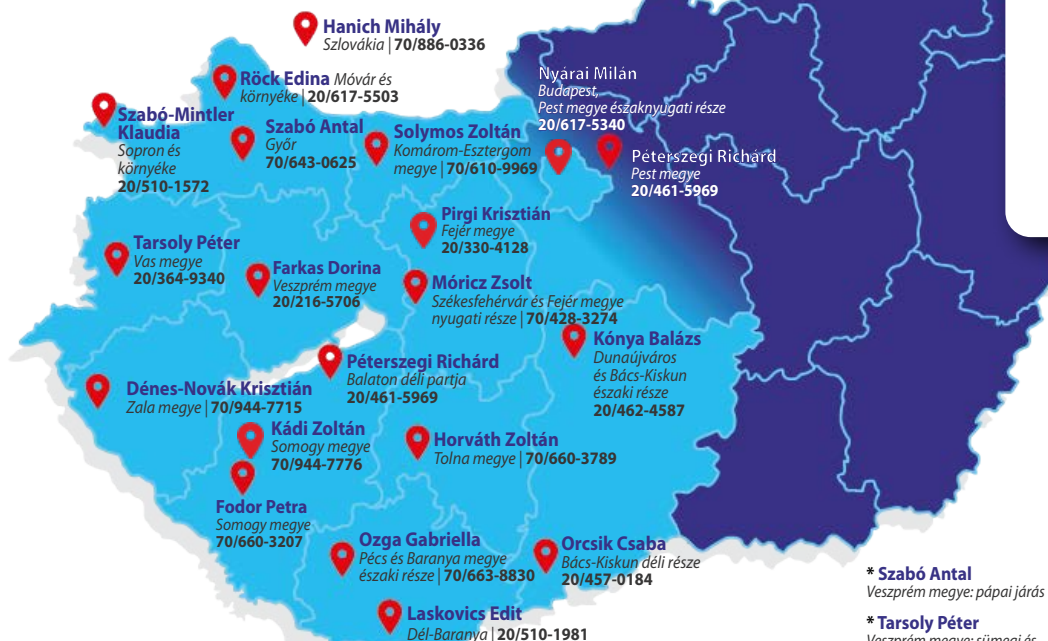 Hanich Mihály
Szlovákia | 70/886-0336
Röck Edina Móvár és
környéke | 20/617-5503
Szabó-Mintler
Klaudia
Sopron és
környéke
20/510-1572
Szabó Antal
Győr
70/643-0625
Solymos Zoltán
Komárom-Esztergom
megye | 70/610-9969
Nyárai Milán
Budapest,
Pest megye északnyugati része
20/617-5340
Péterszegi Richárd
Pest megye
20/461-5969
Pirgi Krisztián
Fejér megye
20/330-4128
Tarsoly Péter
Vas megye
20/364-9340
Farkas Dorina
Veszprém megye
20/216-5706
Móricz Zsolt
Székesfehérvár és Fejér megye
nyugati része | 70/428-3274
Kónya Balázs
Dunaújváros
és Bács-Kiskun
északi része
20/462-4587
Péterszegi Richárd
Balaton déli partja
20/461-5969
Dénes-Novák Krisztián
Zala megye | 70/944-7715
Kádi Zoltán
Somogy megye
70/944-7776
Horváth Zoltán
Tolna megye | 70/660-3789
Fodor Petra
Somogy megye
70/660-3207
Ozga Gabriella
Pécs és Baranya megye
északi része | 70/663-8830
Orcsik Csaba
Bács-Kiskun déli része
20/457-0184
Laskovics Edit
Dél-Baranya | 20/510-1981
* Szabó Antal
Veszprém megye: pápai járás
* Tarsoly Péter
Veszprém megye: sümegi és